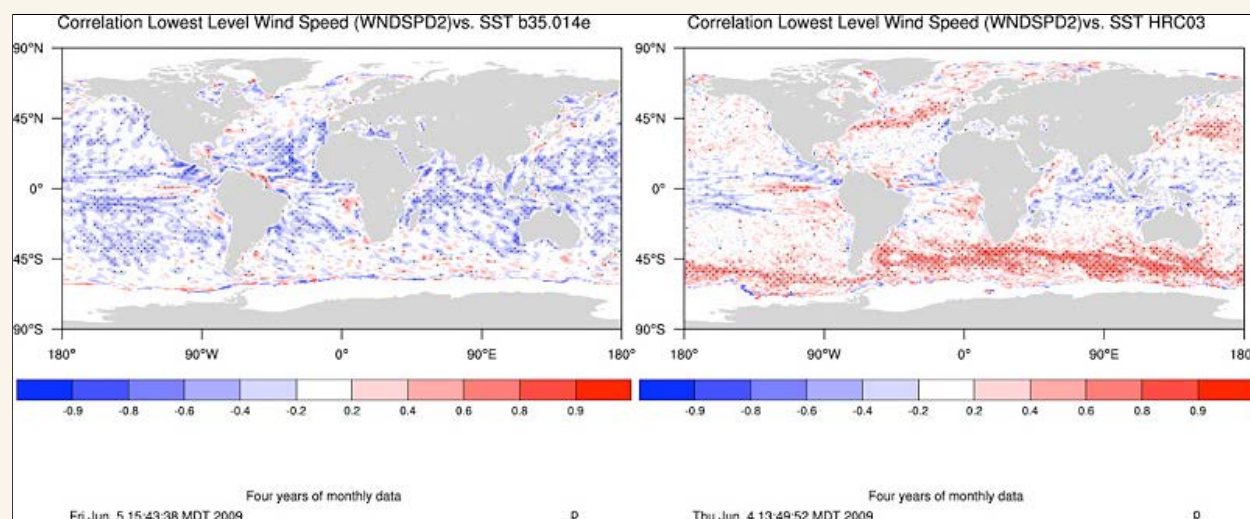 Correlation Lowest Level Wind Speed (WNDSPD2)vs. SST b35.014e
90°N
45°N
0°
45°S
90°S
180°
90°W
0°
90°E
180°
-0.9
-0.8
-0.6
-0.4
-0.2
0.2
0.4
0.6
0.8
0.9
Four years of monthly data
Fri Jun 5 15:43:38 MDT 2009
p
Correlation Lowest Level Wind Speed (WNDSPD2)vs. SST HRC03
90°N
45°N
0°
45°S
90°S
180°
90°W
0°
90°E
180°
-0.9
-0.8
-0.6
-0.4
-0.2
0.2
0.4
0.6
0.8
0.9
Four years of monthly data
Thu Jun 4 13:49:52 MDT 2009
p